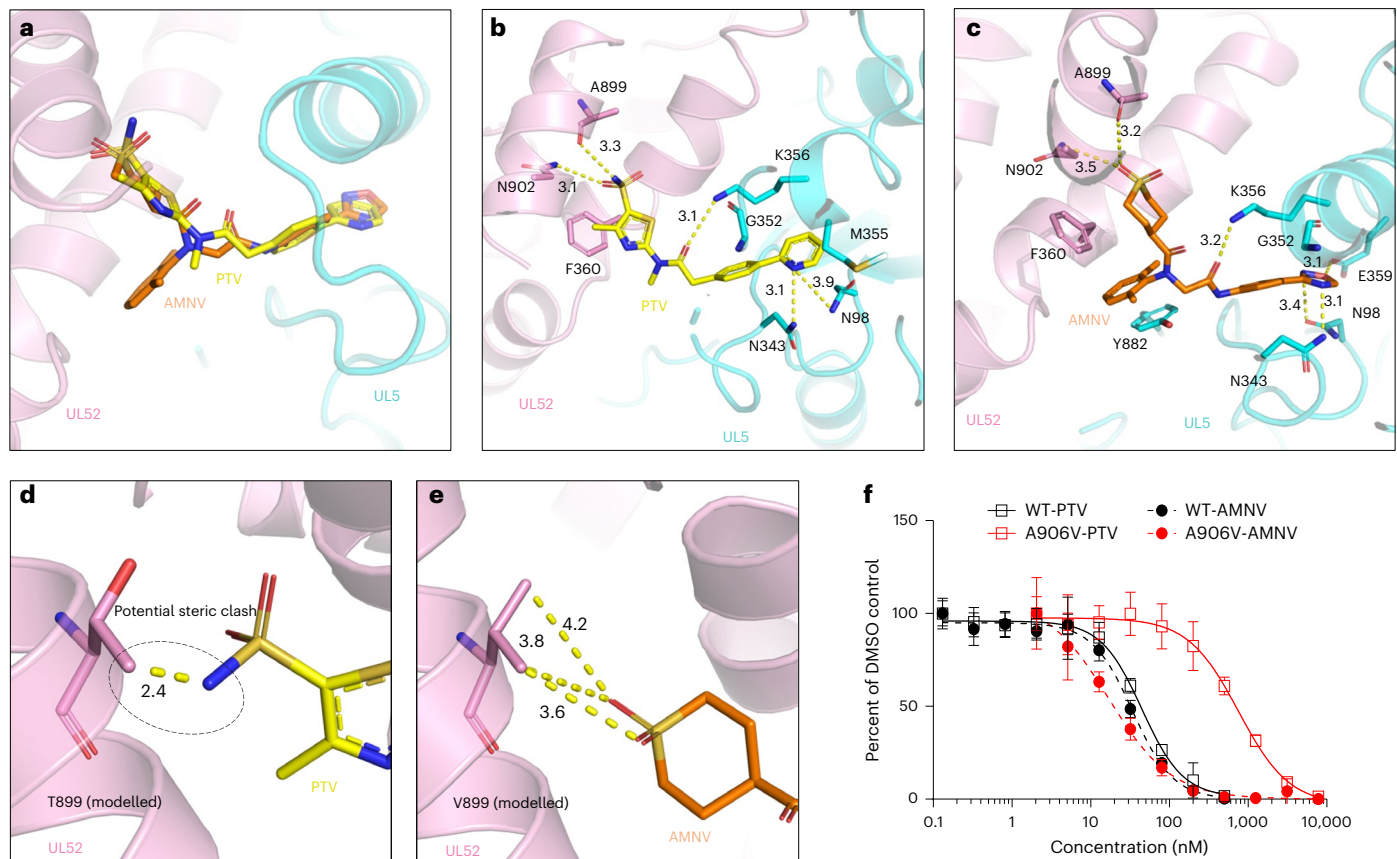 a
PTV
AMNV
UL52
UL5
b
A899
3.3
N902
3.1
K356
3.1
G352
M355
F360
3.9
3.1
PTV
N98
N343
UL52
UL5
c
A899
3.2
N902
3.5
K356
G352
F360
3.2
3.1
E359
AMNV
3.4
3.1
N98
Y882
N343
UL52
UL5
d
Potential steric clash
2.4
PTV
T899 (modelled)
UL52
e
4.2
3.8
3.6
V899 (modelled)
AMNV
UL52
f
WT-PTV
WT-AMNV
A906V-PTV
A906V-AMNV
Percent of DMSO control
150
100
50
0
0.1
1
10
100
1,000
10,000
Concentration (nM)